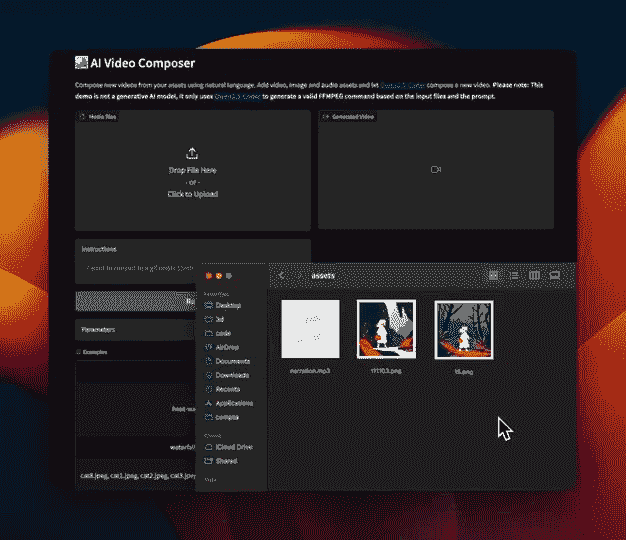 AI Video Composer
Compose new videos from your assets using natural language. Add video, image and audio assets and let compose a new video. Please note: This
demo is not a generative AI model, it only uses to generate a valid FFMPEG command based on the input files and the prompt.
Media files
Generated Video
Drop File Here
- or -
Click to Upload
Instructions
Parameters
Examples
waterfall
cat8.jpeg, cat1.jpeg, cat2.jpeg, cat3.jpeg
assets
Favorites
Desktop
3d
code
AirDrop
Documents
Downloads
Recents
Applications
iCloud Drive
Shared
narration.mp3